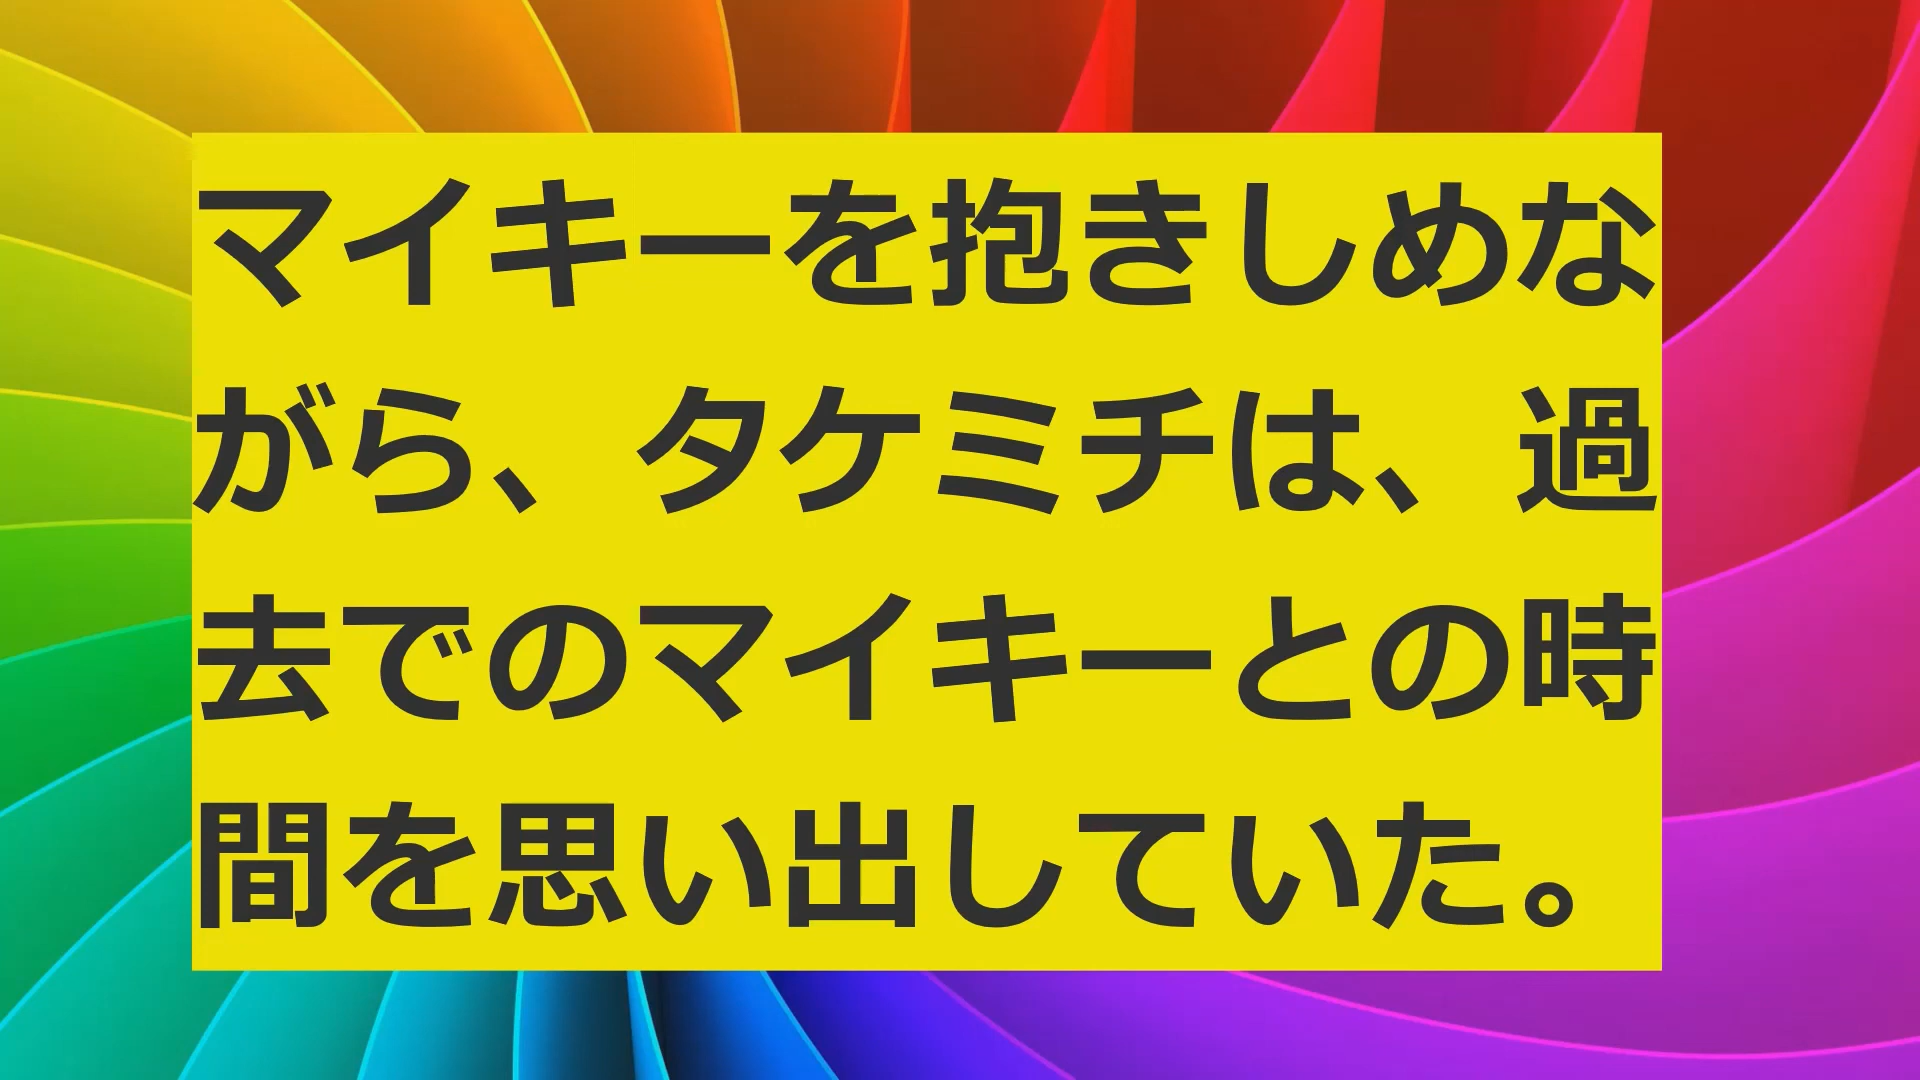 マイキーを抱きしめな
がら、タケミチは、過
去でのマイキーとの時
間を思い出していた。